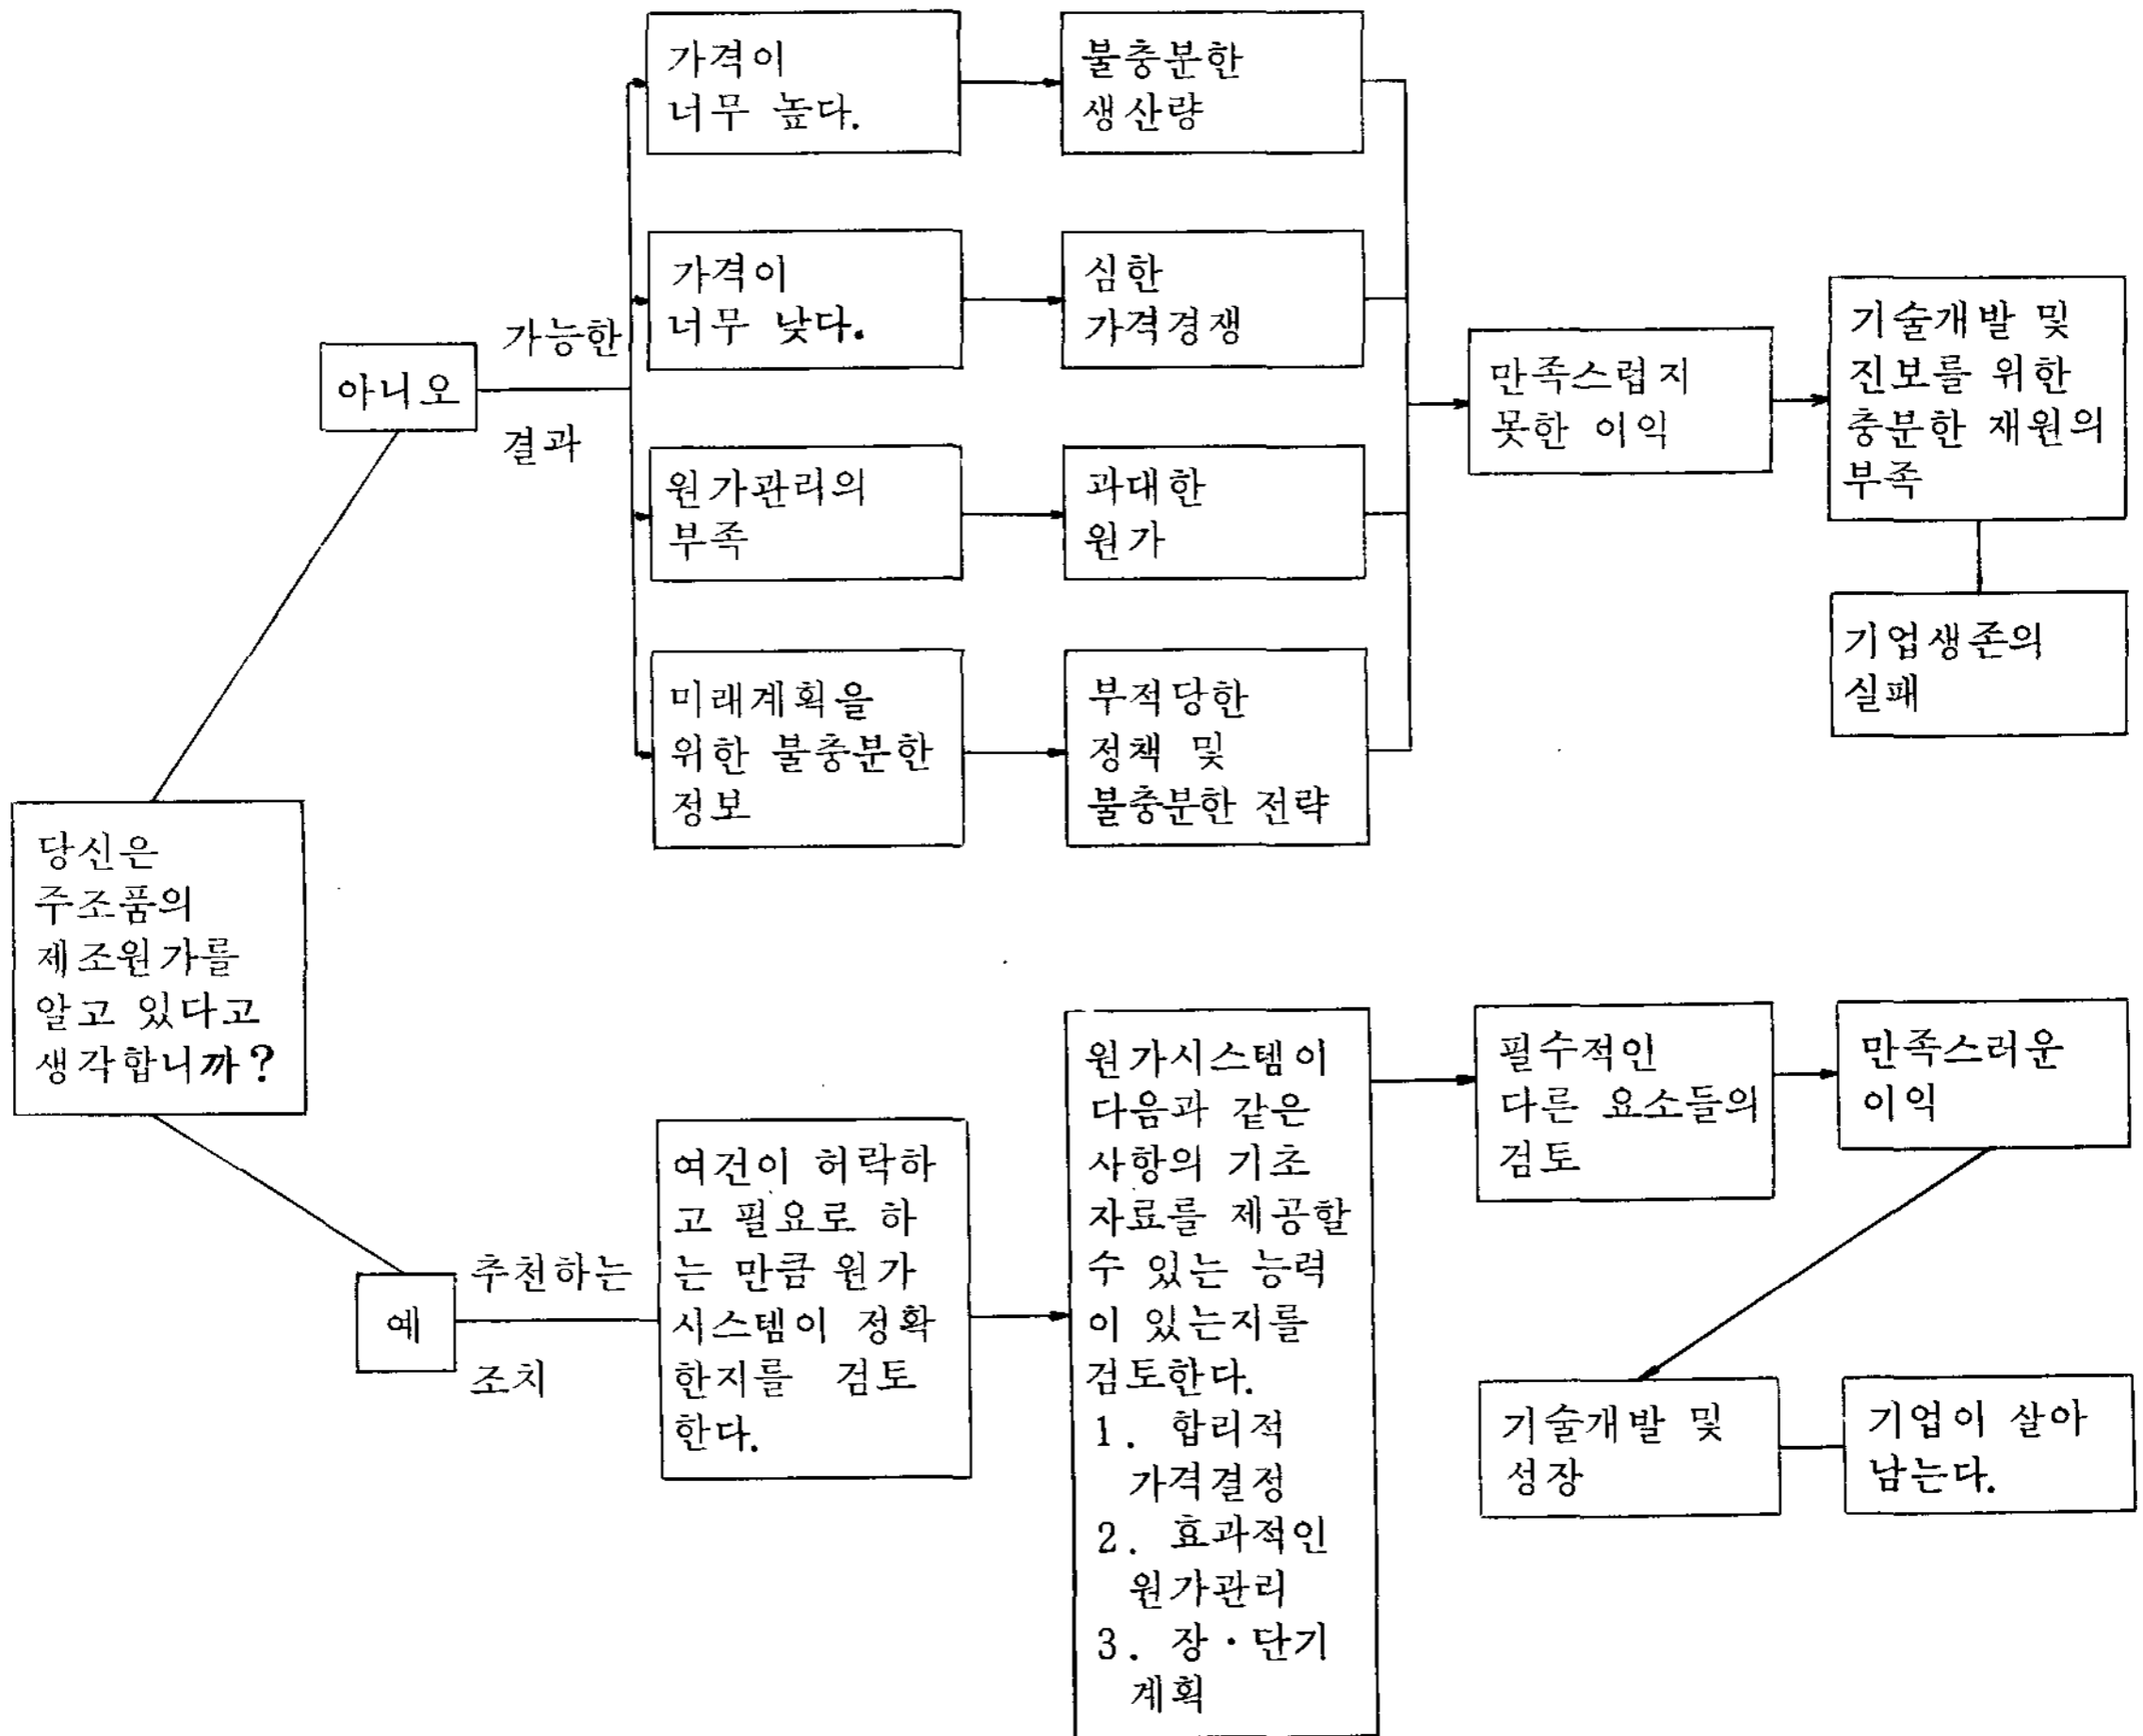 당신은
주조품의
제조원가를
알고 있다고
생각합니까?
아니오
가능한
결과
가격이
너무 높다.
불충분한
생산량
가격이
너무 낮다.
심한
가격경쟁
원가관리의
부족
과대한
원가
미래계획을
위한 불충분한
정보
부적당한
정책 및
불충분한 전략
만족스럽지
못한 이익
기술개발 및
진보를 위한
충분한 재원의
부족
기업생존의
실패
예
추천하는
조치
여건이 허락하
고 필요로 하
는 만큼 원가
시스템이 정확
한지를 검토
한다.
원가시스템이
다음과 같은
사항의 기초
자료를 제공할
수 있는 능력
이 있는지를
검토한다.
1. 합리적
가격결정
2. 효과적인
원가관리
3. 장·단기
계획
필수적인
다른 요소들의
검토
만족스러운
이익
기술개발 및
성장
기업이 살아
남는다.